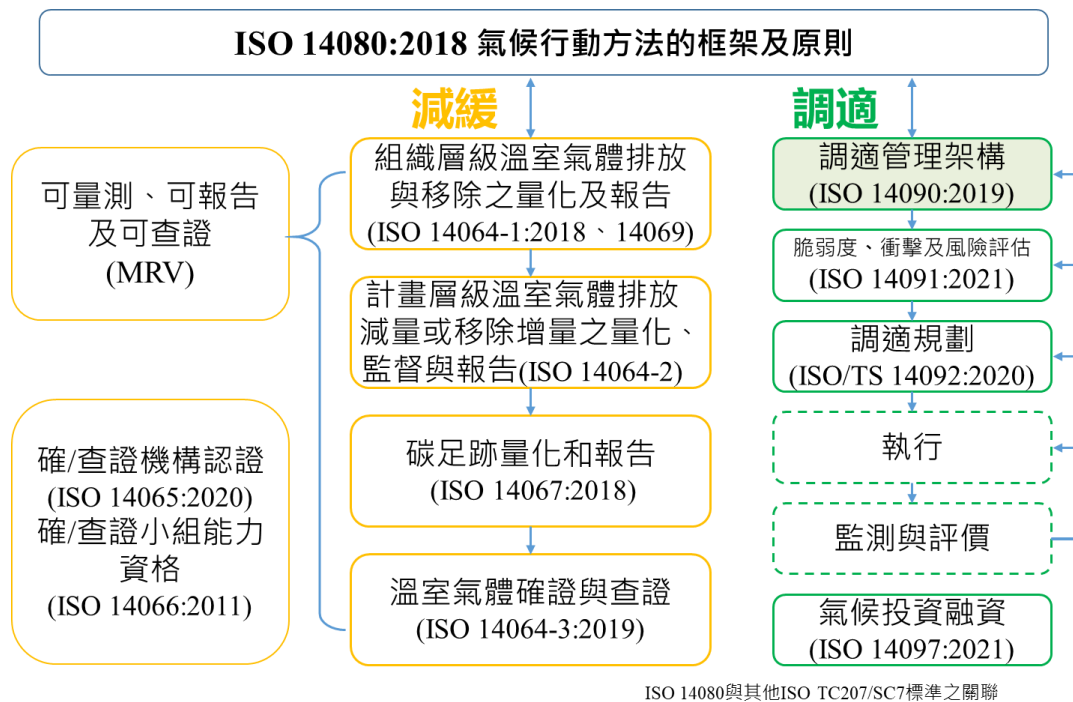 ISO 14080:2018 氣候行動方法的框架及原則
減緩
調適
可量測、可報告
及可查證
(MRV)
確/查證機構認證
(ISO 14065:2020)
確/查證小組能力
資格
(ISO 14066:2011)
組織層級溫室氣體排放
與移除之量化及報告
(ISO 14064-1:2018、14069)
計畫層級溫室氣體排放
減量或移除增量之量化、
監督與報告(ISO 14064-2)
碳足跡量化和報告
(ISO 14067:2018)
溫室氣體確證與查證
(ISO 14064-3:2019)
調適管理架構
(ISO 14090:2019)
脆弱度、衝擊及風險評估
(ISO 14091:2021)
調適規劃
(ISO/TS 14092:2020)
執行
監測與評價
氣候投資融資
(ISO 14097:2021)
ISO 14080與其他ISO TC207/SC7標準之關聯